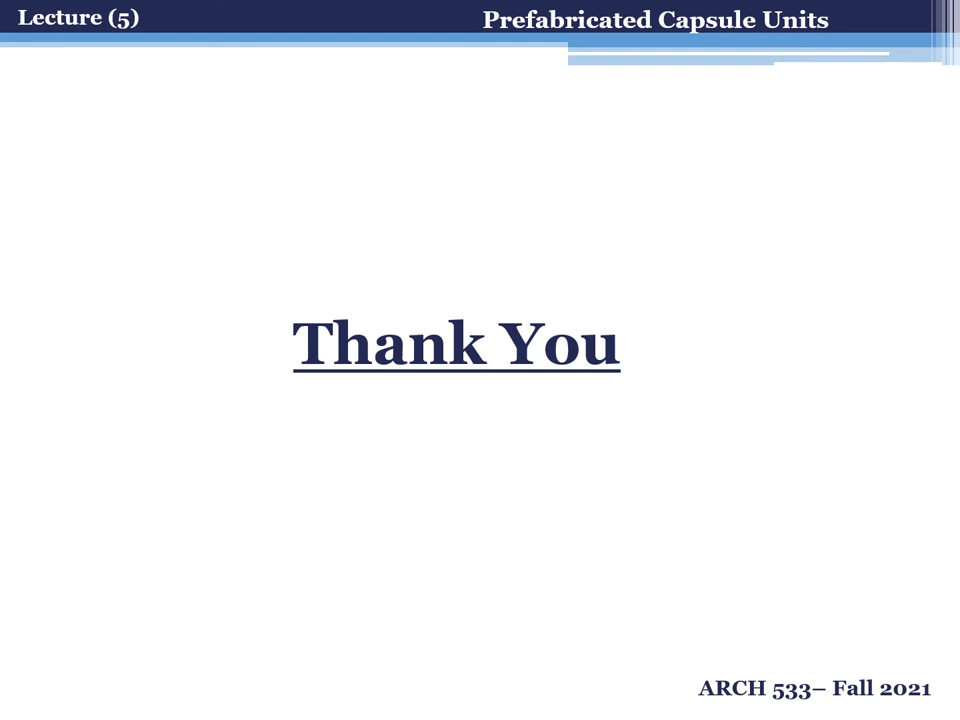 Lecture (5)
Prefabricated Capsule Units
Thank You
ARCH 533– Fall 2021